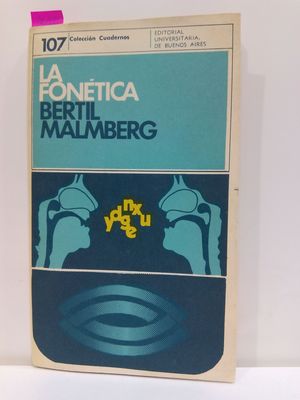 107
Colección Cuadernos
EDITORIAL
UNIVERSITARIA
DE BUENOS AIRES
LA
FONÉTICA
BERTIL
MALMBERG